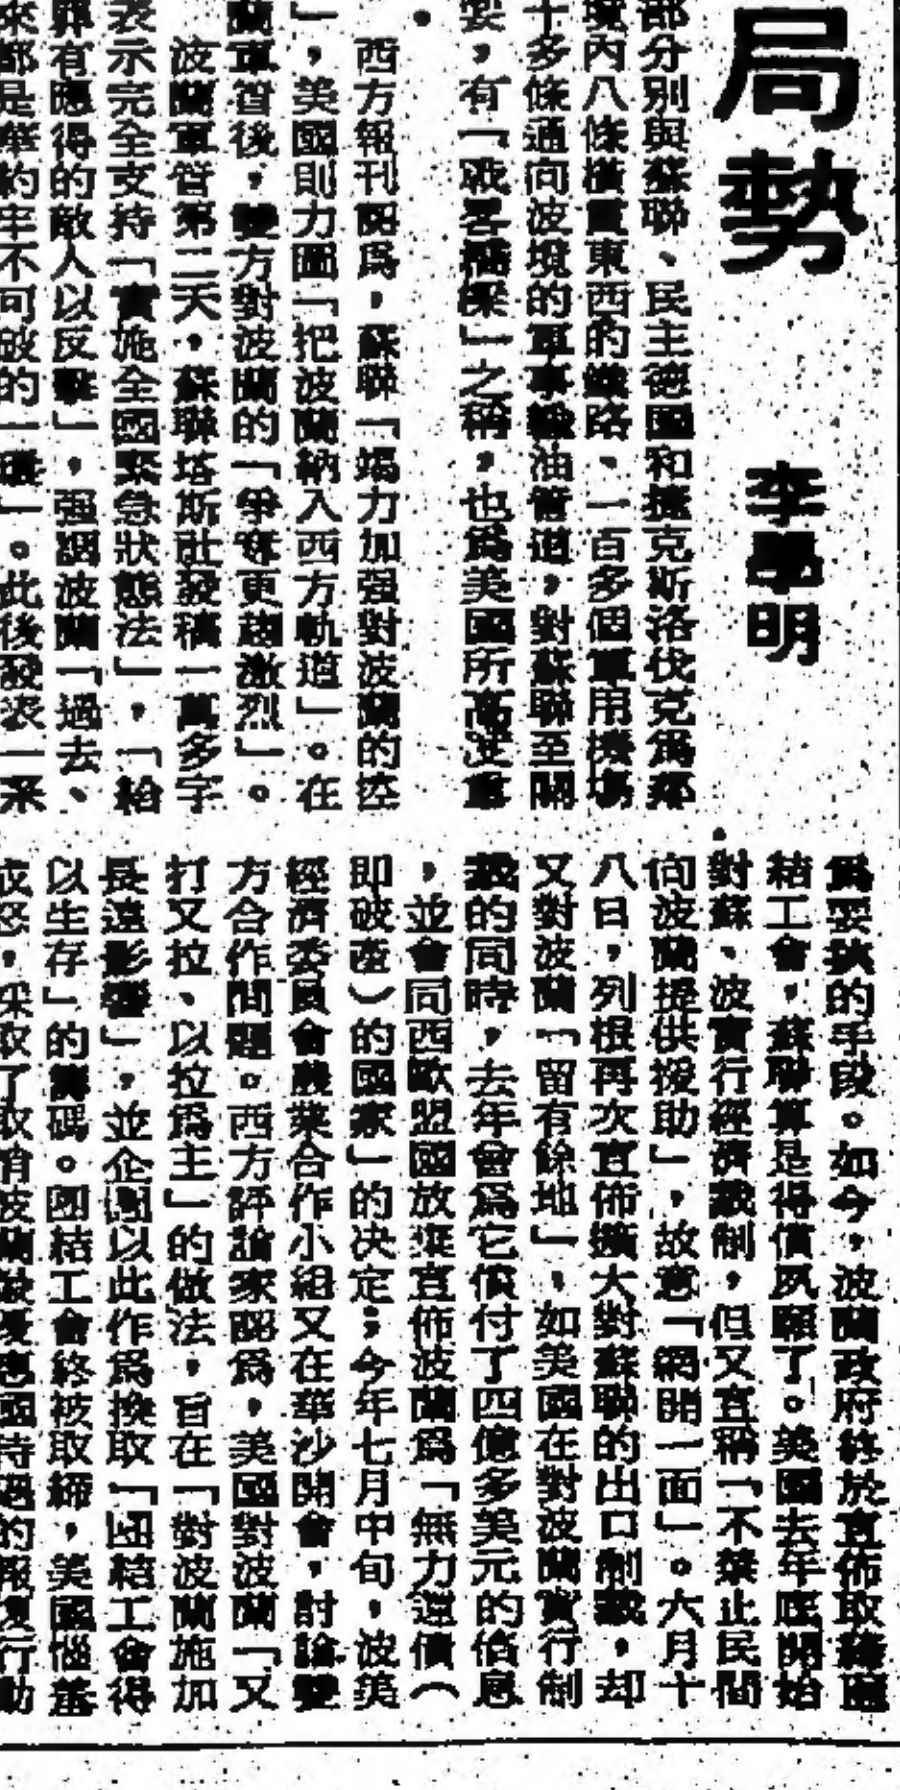 局勢
李學明
部分別與蘇聯、民主德國和捷克斯洛伐克爲鄰
境內八條橫貫東西的鐵路、一百多個軍用機場
十多條通向波境的軍事輸油管道，對蘇聯至關
要，有「戰畧橋樑」之稱，也爲美國所高度重
西方報刊認爲，蘇聯「竭力加强對波蘭的控
」，美國則力圖「把波蘭納入西方軌道」。在
蘭軍管後，雙方對波蘭的「爭奪更趨激烈」。
波蘭軍管第二天，蘇聯塔斯社發稿一萬多字
表示完全支持「實施全國緊急狀態法」，「給
界有應得的敵人以反擊」，强調波蘭「過去、
來都是華約牢不可破的一環」。此後發表一系
爲要挾的手段。如今，波蘭政府終於宣佈取締團
結工會，蘇聯算是得償夙願了。美國去年底開始
對蘇、波實行經濟制裁，但又宣稱「不禁止民間
向波蘭提供援助」，故意「網開一面」。六月十
八日，列根再次宣佈擴大對蘇聯的出口制裁，却
又對波蘭「留有餘地」，如美國在對波蘭實行制
裁的同時，去年曾爲它償付了四億多美元的借息
，並會同西歐盟國放棄宣佈波蘭爲「無力還債（
即破產）的國家」的决定；今年七月中旬，波美
經濟委員會農業合作小組又在華沙開會，討論雙
方合作問題。西方評論家認爲，美國對波蘭「又
打又拉、以拉爲主」的做法，旨在「對波蘭施加
長遠影響」，並企圖以此作爲換取「團結工會得
以生存」的籌碼。團結工會終被取締，美國惱羞
成怒，採取了取消波蘭最優惠國待遇的報復行動